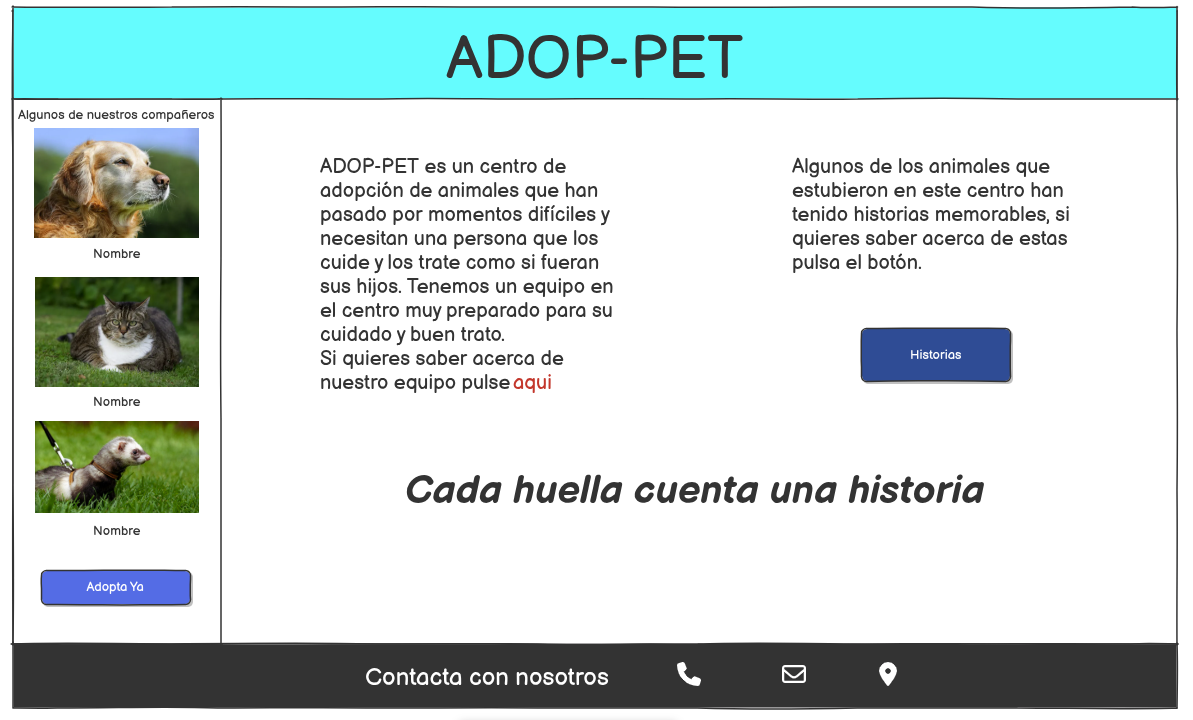 ADOP-PET
Algunos de nuestros compañeros
Nombre
Nombre
Nombre
Adopta Ya
ADOP-PET es un centro de
adopción de animales que han
pasado por momentos difíciles y
necesitan una persona que los
cuide y los trate como si fueran
sus hijos. Tenemos un equipo en
el centro muy preparado para su
cuidado y buen trato.
Si quieres saber acerca de
nuestro equipo pulse aqui
Algunos de los animales que
estubieron en este centro han
tenido historias memorables, si
quieres saber acerca de estas
pulsa el botón.
Historias
Cada huella cuenta una historia
Contacta con nosotros